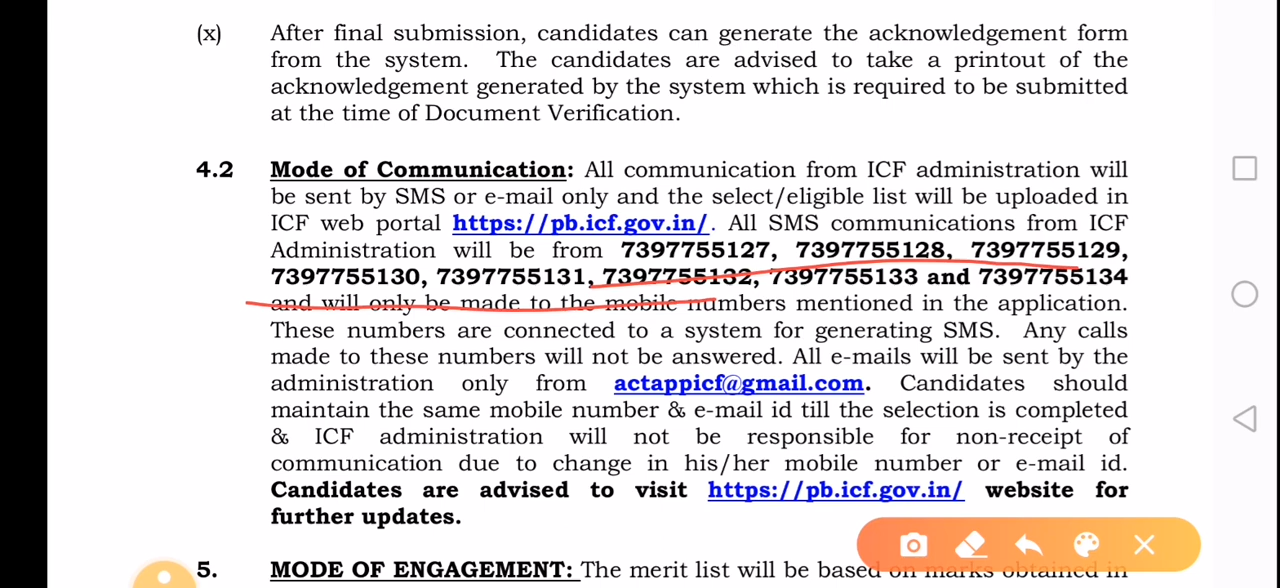 (x) After final submission, candidates can generate the acknowledgement form
from the system. The candidates are advised to take a printout of the
acknowledgement generated by the system which is required to be submitted
at the time of Document Verification.
4.2 Mode of Communication: All communication from ICF administration will
be sent by SMS or e-mail only and the select/eligible list will be uploaded in
ICF web portal https://pb.icf.gov.in/. All SMS communications from ICF
Administration will be from 7397755127, 7397755128, 7397755129,
7397755130, 7397755131, 7397755132, 7397755133 and 7397755134
and will only be made to the mobile numbers mentioned in the application.
These numbers are connected to a system for generating SMS. Any calls
made to these numbers will not be answered. All e-mails will be sent by the
administration only from actappicf@gmail.com. Candidates should
maintain the same mobile number & e-mail id till the selection is completed
& ICF administration will not be responsible for non-receipt of
communication due to change in his/her mobile number or e-mail id.
Candidates are advised to visit https://pb.icf.gov.in/ website for
further updates.
5. MODE OF ENGAGEMENT: The merit list will be based on marks obtained in